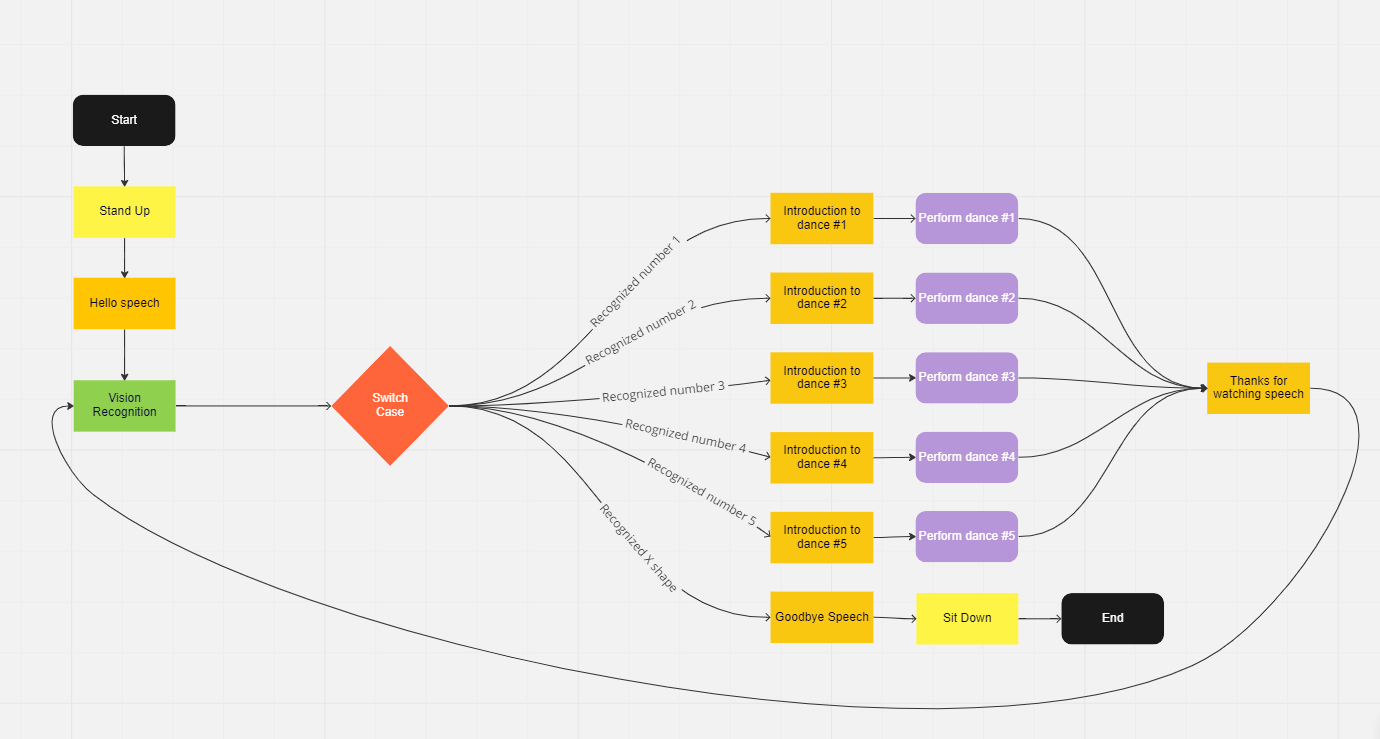 Start
Stand Up
Hello speech
Vision
Recognition
Switch
Case
Recognized number 1
Recognized number 2
Recognized number 3
Recognized number 4
Recognized number 5
Recognized X shape
Introduction to
dance #1
Perform dance #1
Introduction to
dance #2
Perform dance #2
Introduction to
dance #3
Perform dance #3
Introduction to
dance #4
Perform dance #4
Introduction to
dance #5
Perform dance #5
Thanks for
watching speech
Goodbye Speech
Sit Down
End